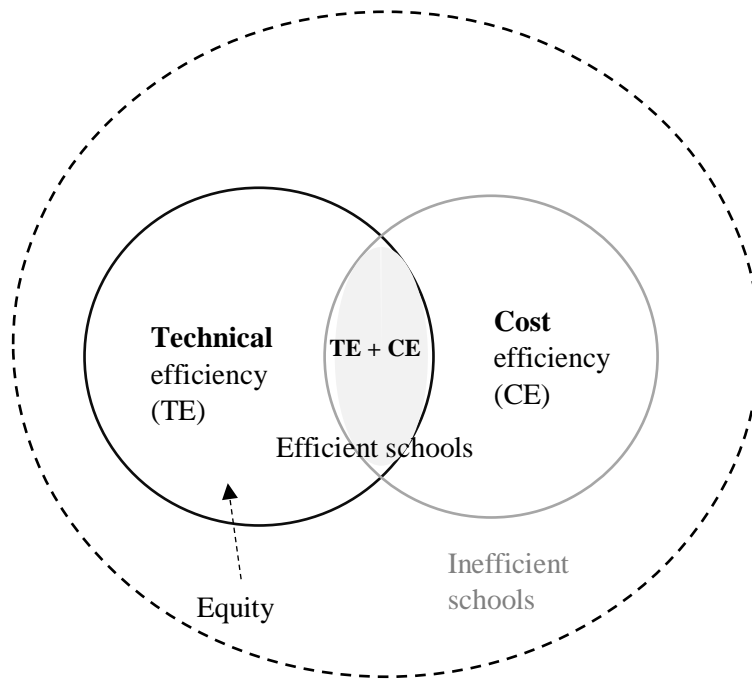 Technical
efficiency
(TE)
TE + CE
Cost
efficiency
(CE)
Efficient schools
Equity
Inefficient
schools